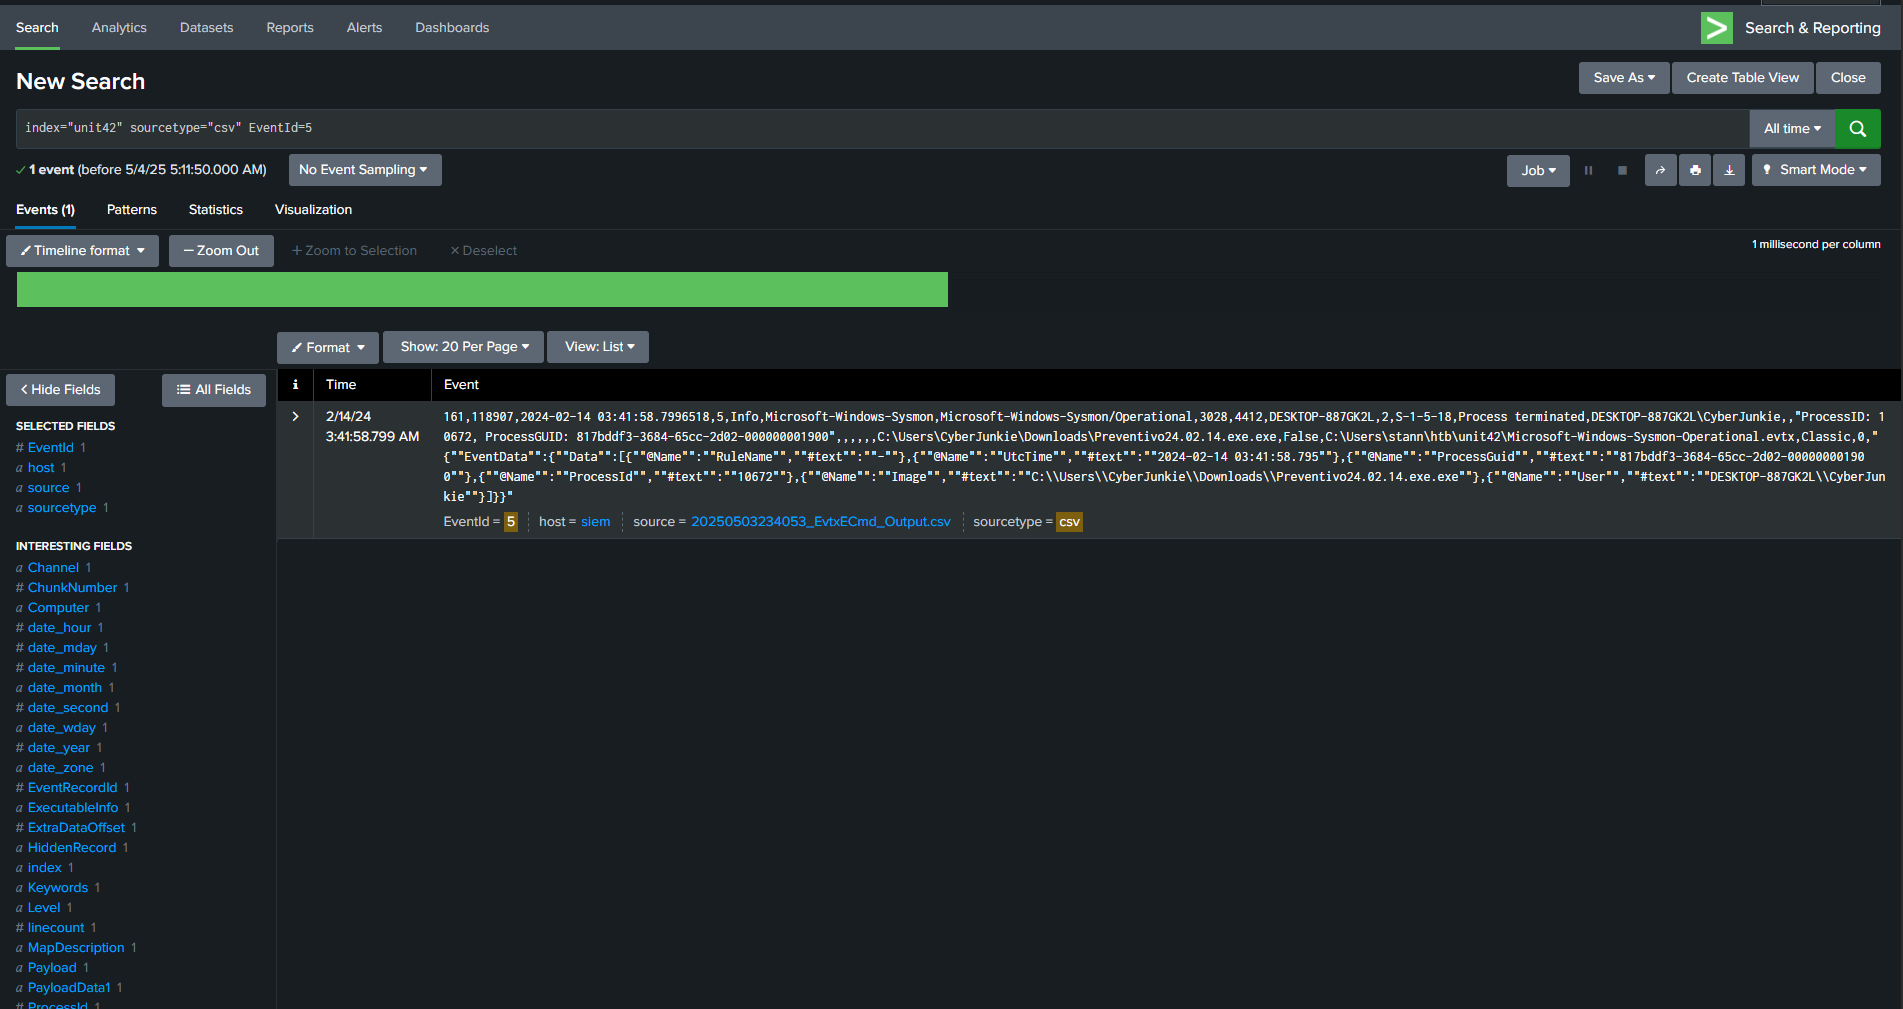 Search Analytics Datasets Reports Alerts Dashboards Search & Reporting
New Search Save As Create Table View Close
index="unit42" sourcetype="csv" EventId=5 All time
1 event (before 5/4/25 5:11:50.000 AM) No Event Sampling Job Smart Mode
Events (1) Patterns Statistics Visualization
Timeline format — Zoom Out + Zoom to Selection × Deselect 1 millisecond per column
Format Show: 20 Per Page View: List
< Hide Fields All Fields i Time Event
SELECTED FIELDS
# EventId 1
a host 1
a source 1
a sourcetype 1
INTERESTING FIELDS
a Channel 1
# ChunkNumber 1
a Computer 1
# date_hour 1
# date_mday 1
# date_minute 1
a date_month 1
# date_second 1
a date_wday 1
# date_year 1
a date_zone 1
# EventRecordId 1
a ExecutableInfo 1
# ExtraDataOffset 1
a HiddenRecord 1
a index 1
a Keywords 1
a Level 1
# linecount 1
a MapDescription 1
a Payload 1
a PayloadData1 1
# ProcessId 1
2/14/24
3:41:58.799 AM
161,118907,2024-02-14 03:41:58.7996518,5,Info,Microsoft-Windows-Sysmon,Microsoft-Windows-Sysmon/Operational,3028,4412,DESKTOP-887GK2L,2,S-1-5-18,Process terminated,DESKTOP-887GK2L\CyberJunkie,,"ProcessID: 1
0672, ProcessGUID: 817bddf3-3684-65cc-2d02-000000001900",,,,,,C:\Users\CyberJunkie\Downloads\Preventivo24.02.14.exe.exe,False,C:\Users\stann\htb\unit42\Microsoft-Windows-Sysmon-Operational.evtx,Classic,0,"
{""EventData"":{""Data"":[{""@Name"":""RuleName"",""#text"":""-""},{""@Name"":""UtcTime"",""#text"":""2024-02-14 03:41:58.795""},{""@Name"":""ProcessGuid"",""#text"":""817bddf3-3684-65cc-2d02-00000000190
0""},{""@Name"":""ProcessId"",""#text"":""10672""},{""@Name"":""Image"",""#text"":""C:\\Users\\CyberJunkie\\Downloads\\Preventivo24.02.14.exe.exe""},{""@Name"":""User"",""#text"":""DESKTOP-887GK2L\\CyberJun
kie""}]}}"
EventId = 5 host = siem source = 20250503234053_EvtxECmd_Output.csv sourcetype = csv